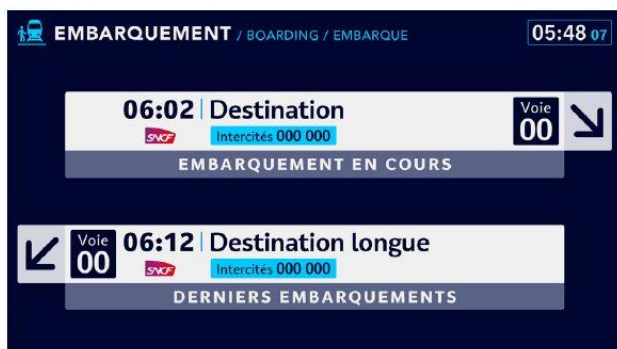 EMBARQUEMENT / BOARDING / EMBARQUE 05:48 07
06:02 Destination Voie 00
SNCF Intercités 000 000
EMBARQUEMENT EN COURS
Voie 00 06:12 Destination longue
SNCF Intercités 000 000
DERNIERS EMBARQUEMENTS